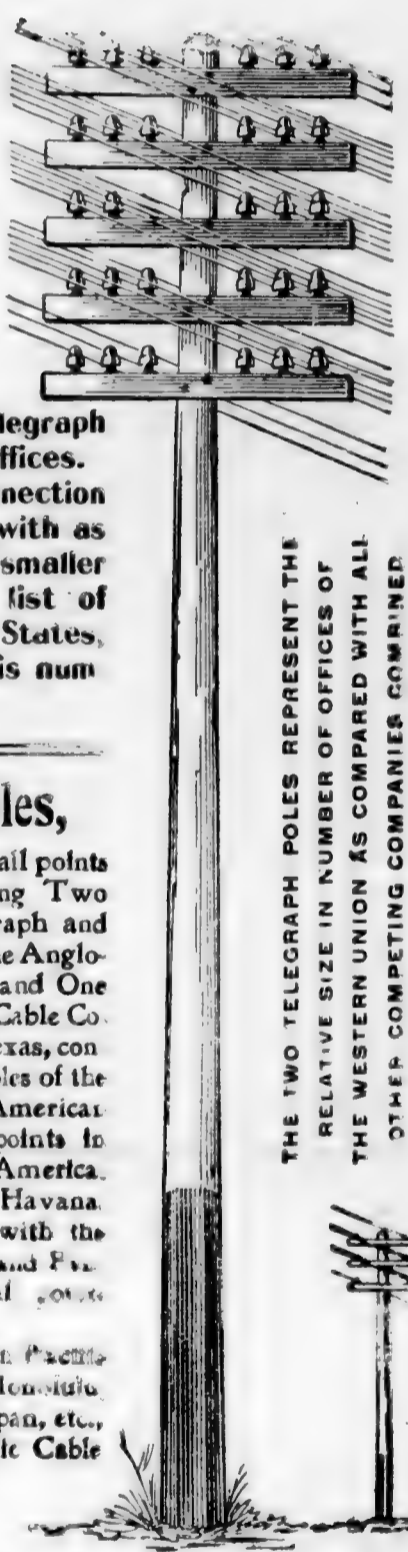 elegraph
ffices.
nection
with as
smaller
list of
States,
is num
les,
ail points
ng Two
raph and
e Anglo-
and One
Cable Co.
exas, con
les of the
American
points in
America,
Havana.
with the
and
al
n Pacific
Honolulu,
pan, etc.,
ic Cable
THE TWO TELEGRAPH POLES REPRESENT THE
RELATIVE SIZE IN NUMBER OF OFFICES OF
THE WESTERN UNION AS COMPARED WITH ALL
OTHER COMPETING COMPANIES COMBINED